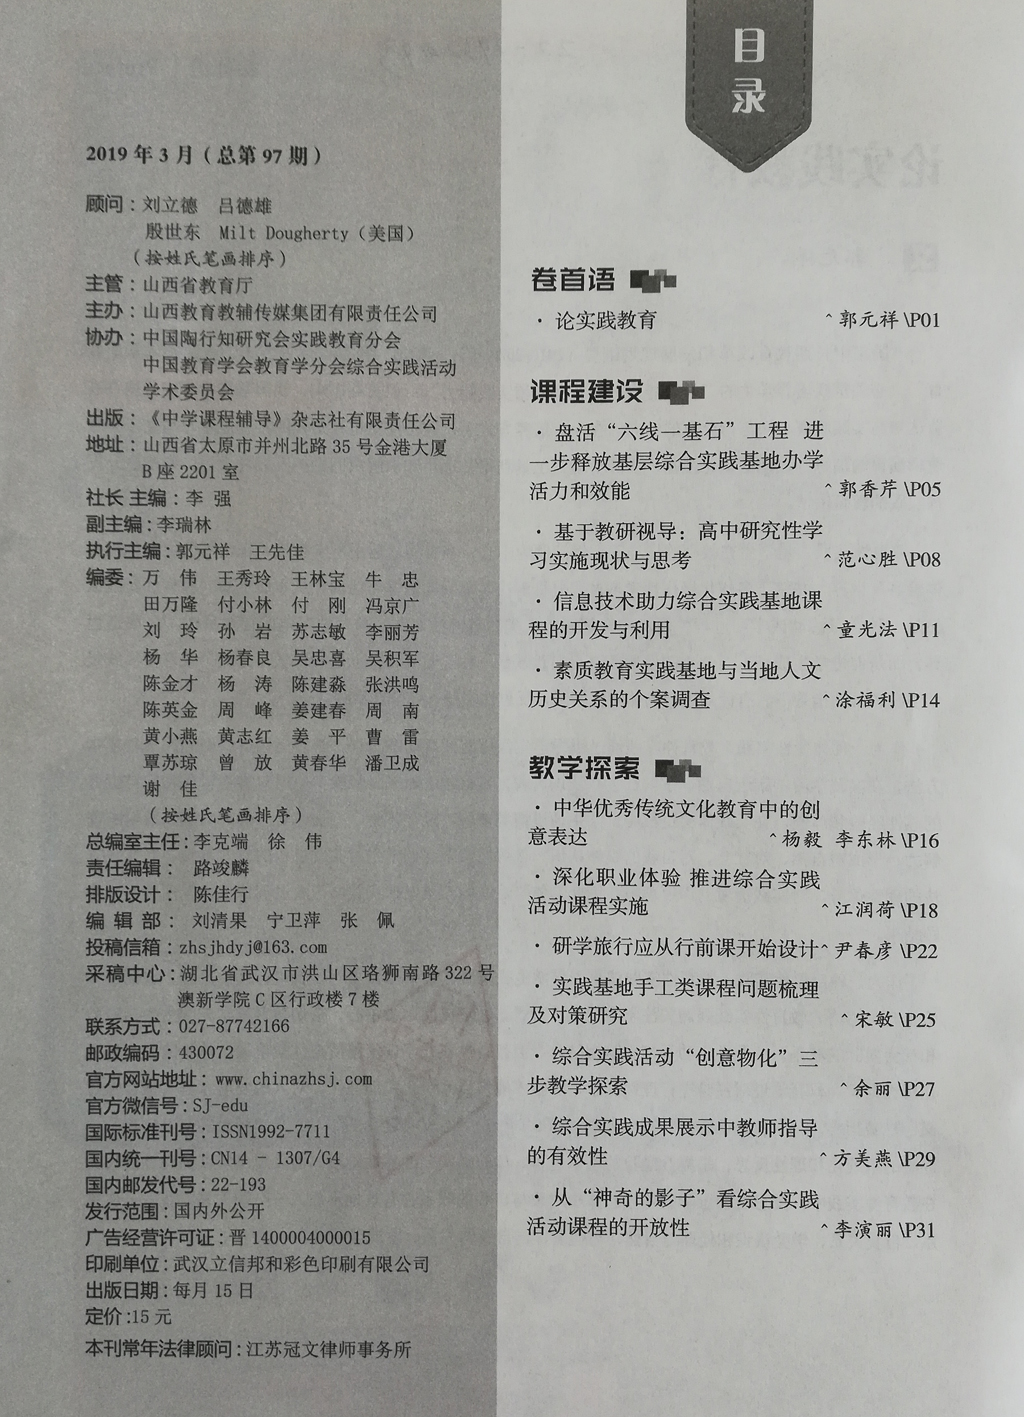 2019 年 3 月（总第 97 期）
顾问：刘立德　吕德雄
殷世东　Milt Dougherty（美国）
（按姓氏笔画排序）
主管：山西省教育厅
主办：山西教育教辅传媒集团有限责任公司
协办：中国陶行知研究会实践教育分会
中国教育学会教育学分会综合实践活动
学术委员会
出版：《中学课程辅导》杂志社有限责任公司
地址：山西省太原市并州北路 35 号金港大厦
B 座 2201 室
社长 主编：李 强
副主编：李瑞林
执行主编：郭元祥　王先佳
编委：万　伟　王秀玲　王林宝　牛　忠
田万隆　付小林　付　刚　冯京广
刘　玲　孙　岩　苏志敏　李丽芳
杨　华　杨春良　吴忠喜　吴积军
陈金才　杨　涛　陈建淼　张洪鸣
陈英金　周　峰　姜建春　周　南
黄小燕　黄志红　姜　平　曹　雷
覃苏琼　曾　放　黄春华　潘卫成
谢　佳
（按姓氏笔画排序）
总编室主任：李克端　徐　伟
责任编辑：　路竣麟
排版设计：　陈佳行
编 辑 部：　刘清果　宁卫萍　张　佩
投稿信箱：zhsjhdyj@163.com
采稿中心：湖北省武汉市洪山区珞狮南路 322 号
澳新学院 C 区行政楼 7 楼
联系方式：027-87742166
邮政编码：430072
官方网站地址：www.chinazhsj.com
官方微信号：SJ-edu
国际标准刊号：ISSN1992-7711
国内统一刊号：CN14 - 1307/G4
国内邮发代号：22-193
发行范围：国内外公开
广告经营许可证：晋 1400004000015
印刷单位：武汉立信邦和彩色印刷有限公司
出版日期：每月 15 日
定价：15 元
本刊常年法律顾问：江苏冠文律师事务所
目
录
卷首语
· 论实践教育　^ 郭元祥 \P01
课程建设
· 盘活“六线一基石”工程 进
一步释放基层综合实践基地办学
活力和效能　^ 郭香芹 \P05
· 基于教研视导：高中研究性学
习实施现状与思考　^ 范心胜 \P08
· 信息技术助力综合实践基地课
程的开发与利用　^ 童光法 \P11
· 素质教育实践基地与当地人文
历史关系的个案调查　^ 涂福利 \P14
教学探索
· 中华优秀传统文化教育中的创
意表达　^ 杨毅 李东林 \P16
· 深化职业体验 推进综合实践
活动课程实施　^ 江润荷 \P18
· 研学旅行应从行前课开始设计 ^ 尹春彦 \P22
· 实践基地手工类课程问题梳理
及对策研究　^ 宋敏 \P25
· 综合实践活动“创意物化”三
步教学探索　^ 余丽 \P27
· 综合实践成果展示中教师指导
的有效性　^ 方美燕 \P29
· 从“神奇的影子”看综合实践
活动课程的开放性　^ 李演丽 \P31